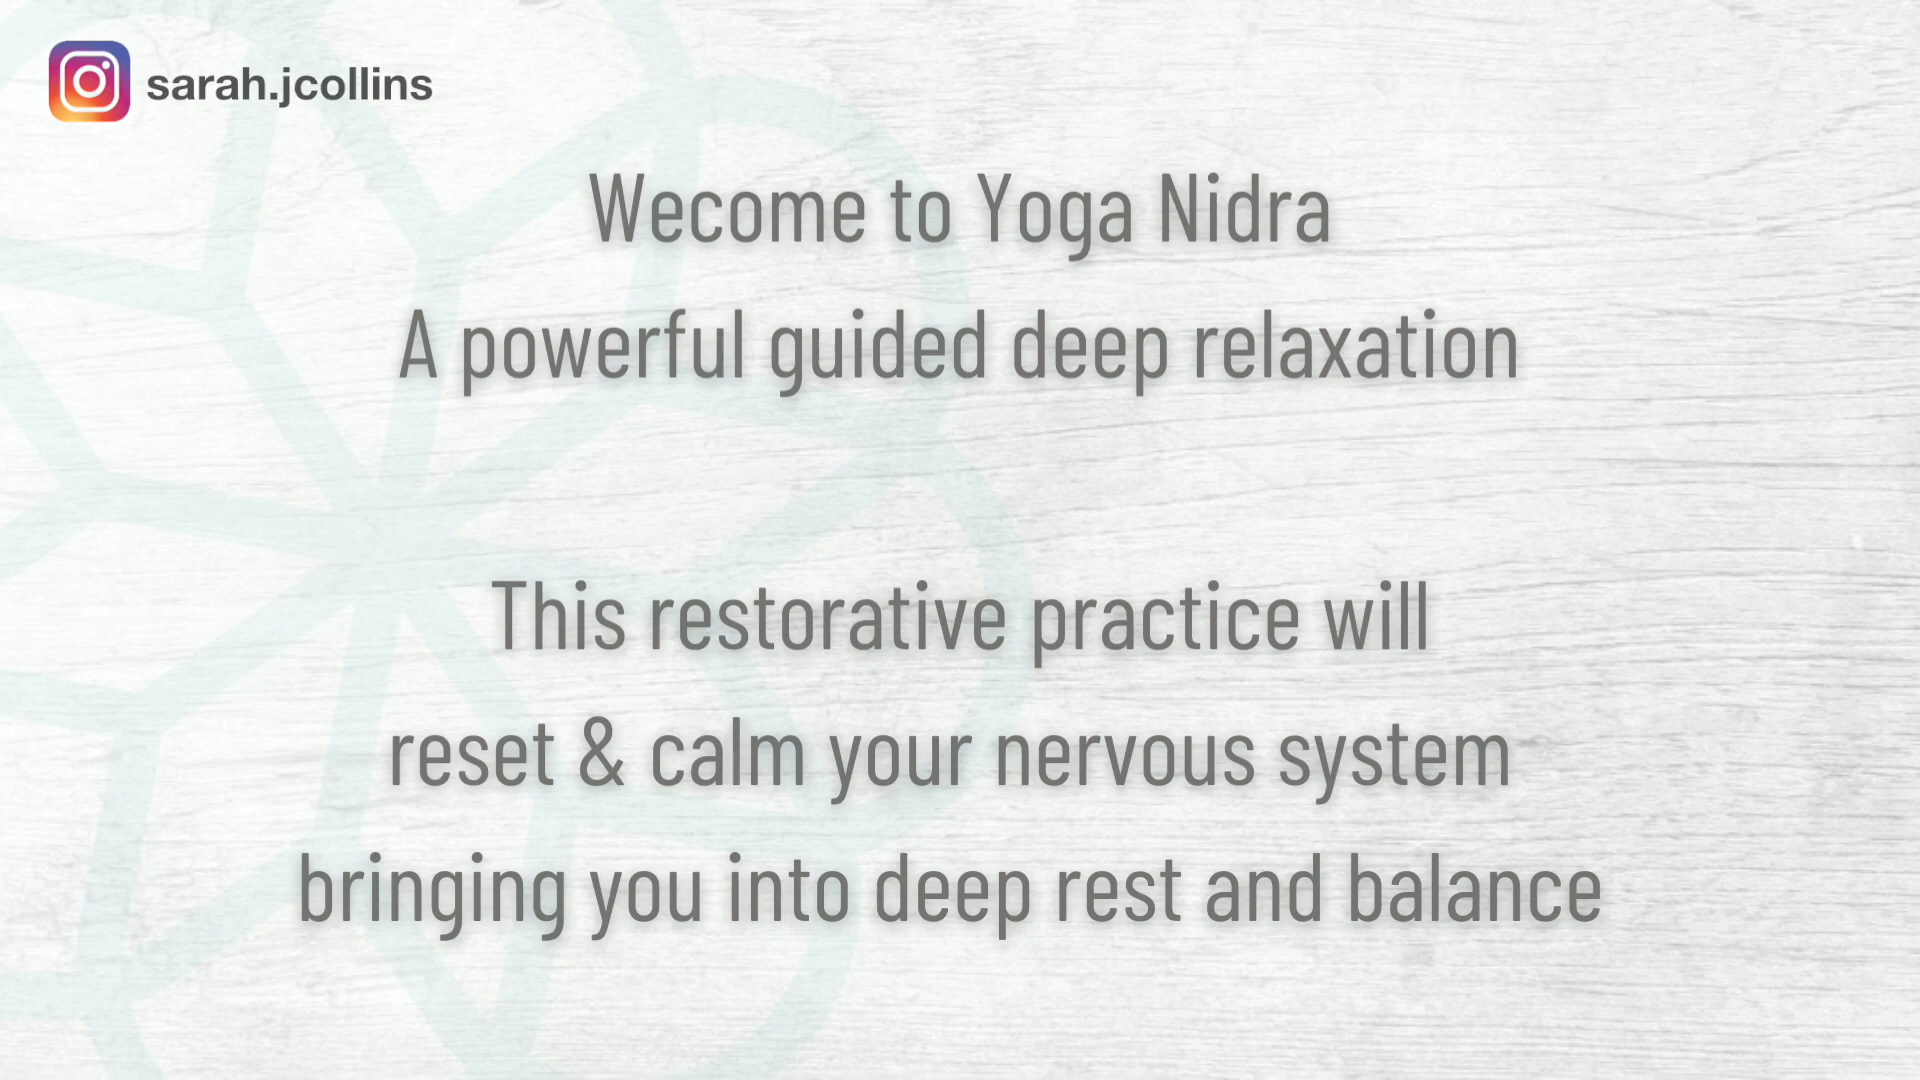 sarah.jcollins
Wecome to Yoga Nidra
A powerful guided deep relaxation
This restorative practice will
reset & calm your nervous system
bringing you into deep rest and balance